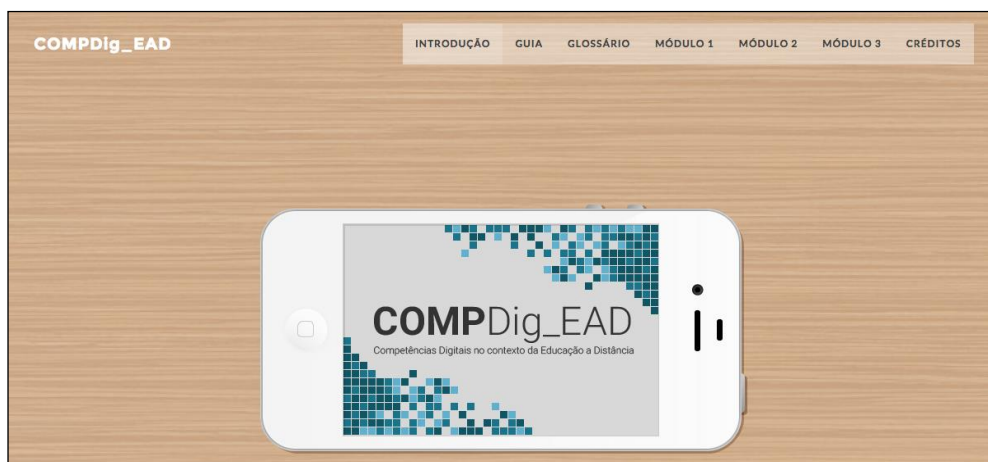 COMPDig_EAD
INTRODUÇÃO GUIA GLOSSÁRIO MÓDULO 1 MÓDULO 2 MÓDULO 3 CRÉDITOS
COMPDig_EAD
Competências Digitais no contexto da Educação a Distância